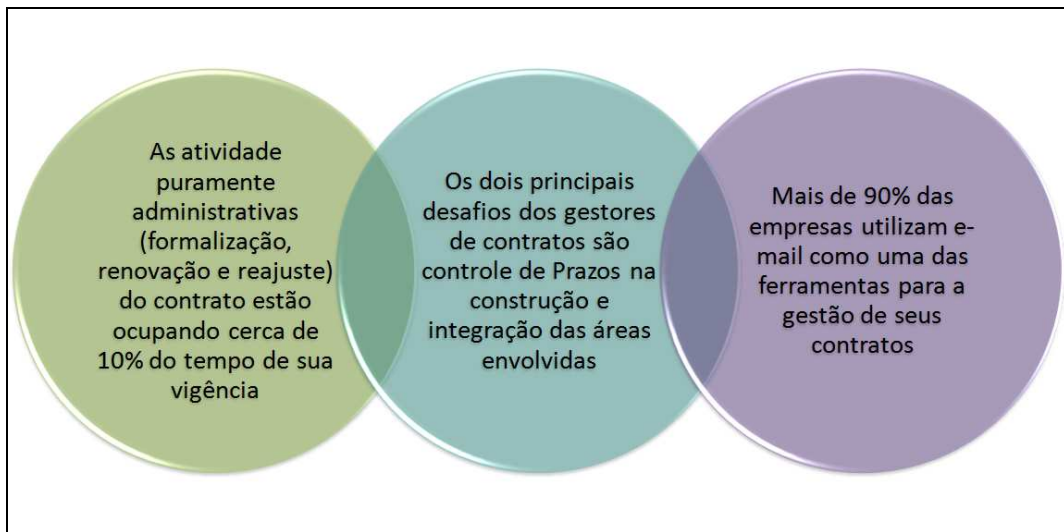 As atividade
puramente
administrativas
(formalização,
renovação e reajuste)
do contrato estão
ocupando cerca de
10% do tempo de sua
vigência
Os dois principais
desafios dos gestores
de contratos são
controle de Prazos na
construção e
integração das áreas
envolvidas
Mais de 90% das
empresas utilizam e-
mail como uma das
ferramentas para a
gestão de seus
contratos